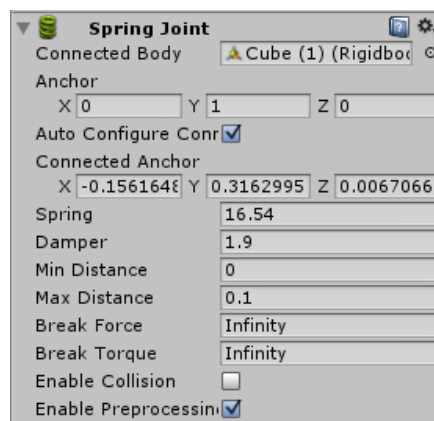 Spring Joint
Connected Body Cube (1) (Rigidboc
Anchor
X 0 Y 1 Z 0
Auto Configure Conr
Connected Anchor
X -0.1561648 Y 0.3162995 Z 0.0067066
Spring 16.54
Damper 1.9
Min Distance 0
Max Distance 0.1
Break Force Infinity
Break Torque Infinity
Enable Collision
Enable Preprocessin